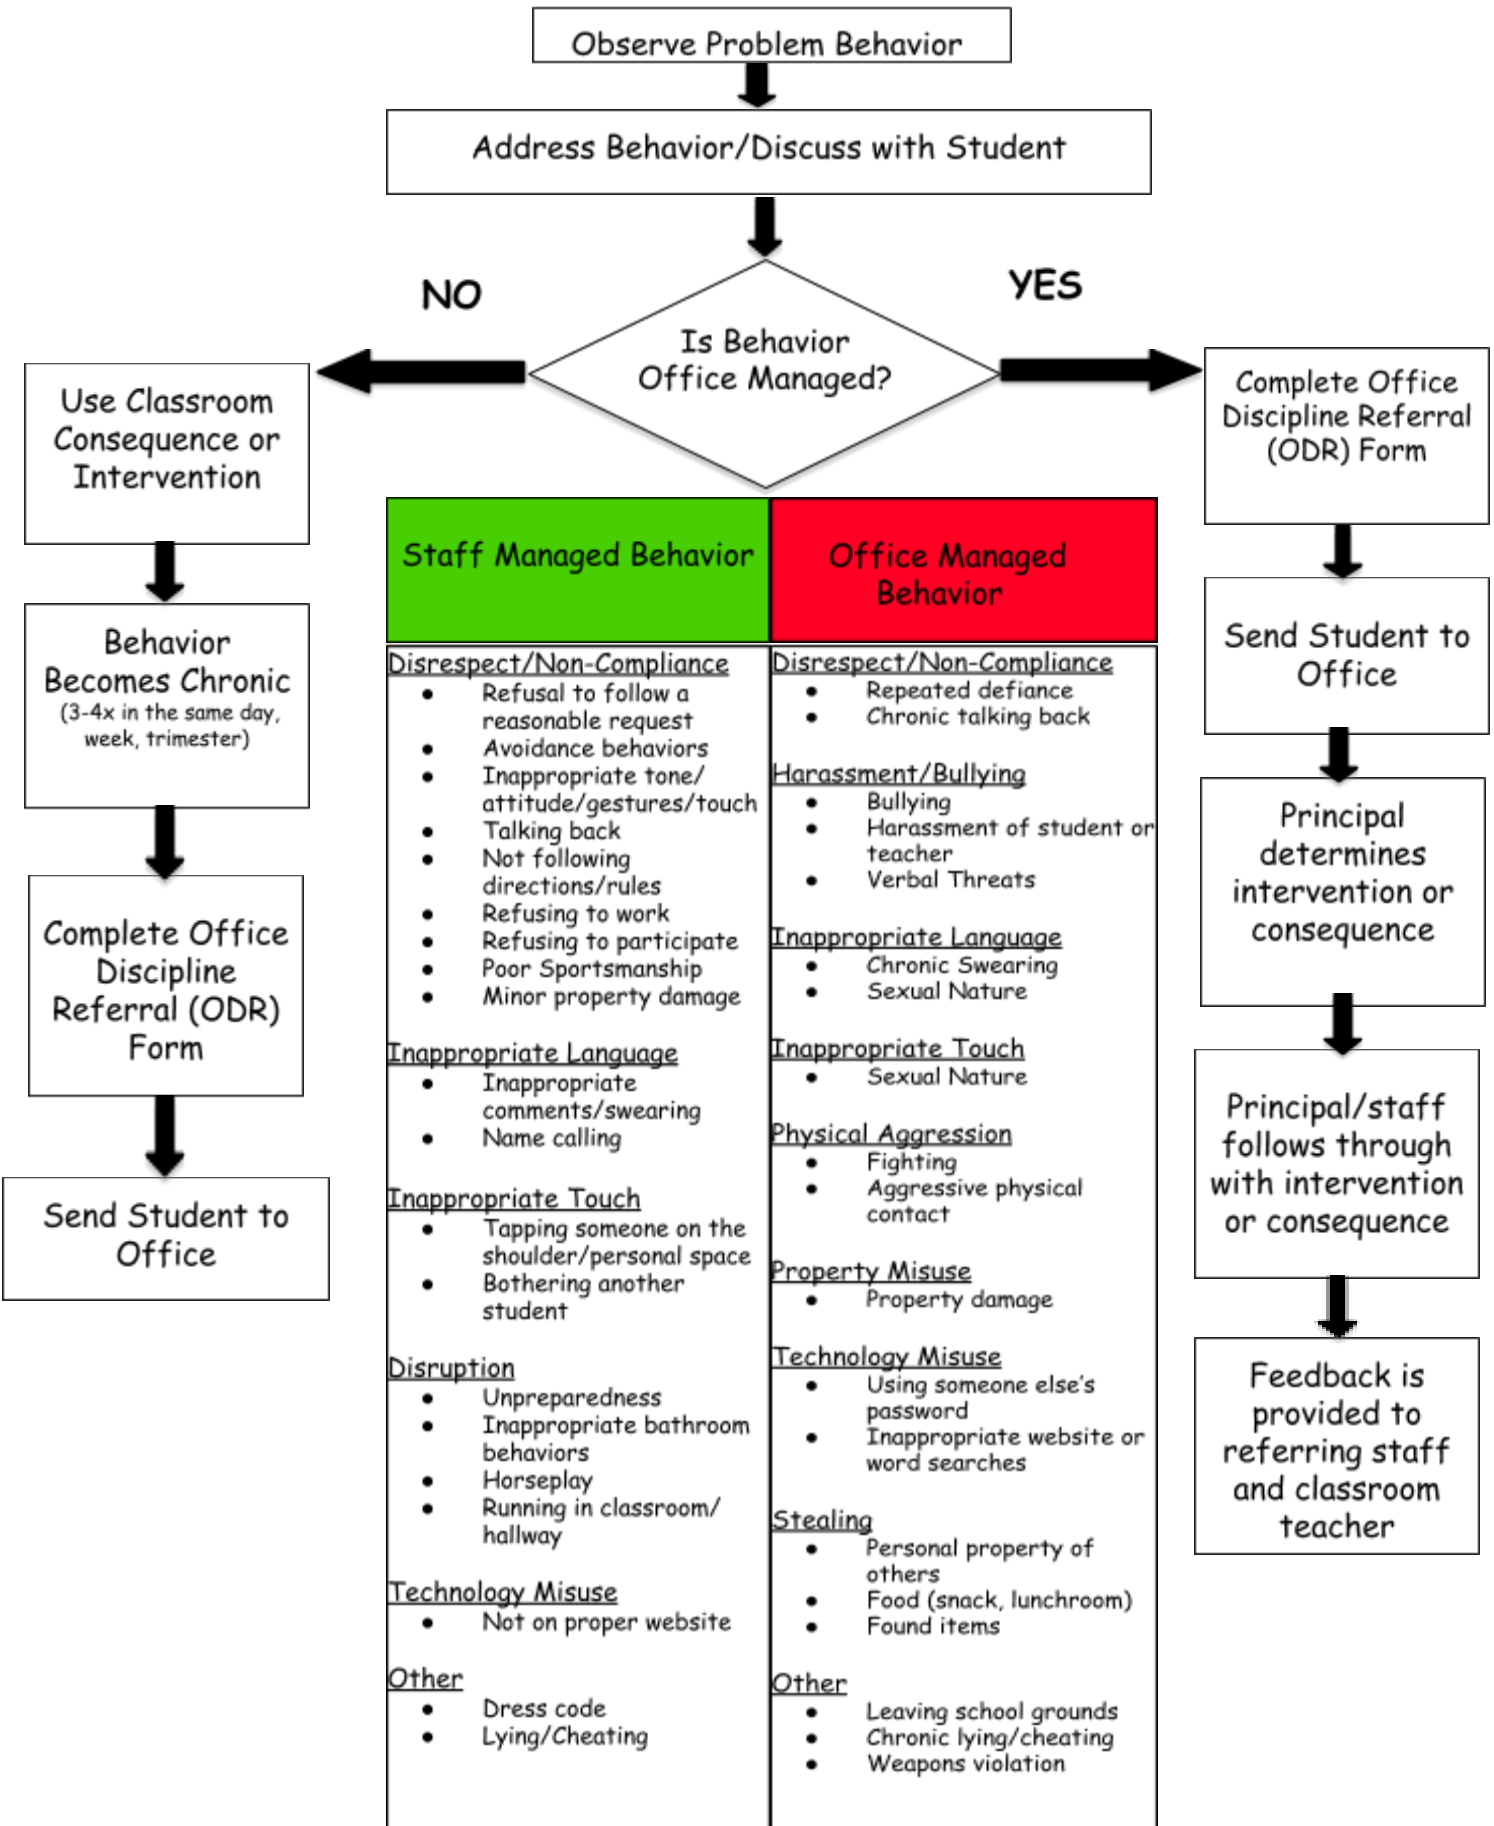 Observe Problem Behavior
Address Behavior/Discuss with Student
NO
YES
Is Behavior
Office Managed?
Use Classroom
Consequence or
Intervention
Behavior
Becomes Chronic
(3-4x in the same day,
week, trimester)
Complete Office
Discipline
Referral (ODR)
Form
Send Student to
Office
Staff Managed Behavior
Disrespect/Non-Compliance
● Refusal to follow a
reasonable request
● Avoidance behaviors
● Inappropriate tone/
attitude/gestures/touch
● Talking back
● Not following
directions/rules
● Refusing to work
● Refusing to participate
● Poor Sportsmanship
● Minor property damage
Inappropriate Language
● Inappropriate
comments/swearing
● Name calling
Inappropriate Touch
● Tapping someone on the
shoulder/personal space
● Bothering another
student
Disruption
● Unpreparedness
● Inappropriate bathroom
behaviors
● Horseplay
● Running in classroom/
hallway
Technology Misuse
● Not on proper website
Other
● Dress code
● Lying/Cheating
Office Managed
Behavior
Disrespect/Non-Compliance
● Repeated defiance
● Chronic talking back
Harassment/Bullying
● Bullying
● Harassment of student or
teacher
● Verbal Threats
Inappropriate Language
● Chronic Swearing
● Sexual Nature
Inappropriate Touch
● Sexual Nature
Physical Aggression
● Fighting
● Aggressive physical
contact
Property Misuse
● Property damage
Technology Misuse
● Using someone else's
password
● Inappropriate website or
word searches
Stealing
● Personal property of
others
● Food (snack, lunchroom)
● Found items
Other
● Leaving school grounds
● Chronic lying/cheating
● Weapons violation
Complete Office
Discipline Referral
(ODR) Form
Send Student to
Office
Principal
determines
intervention or
consequence
Principal/staff
follows through
with intervention
or consequence
Feedback is
provided to
referring staff
and classroom
teacher